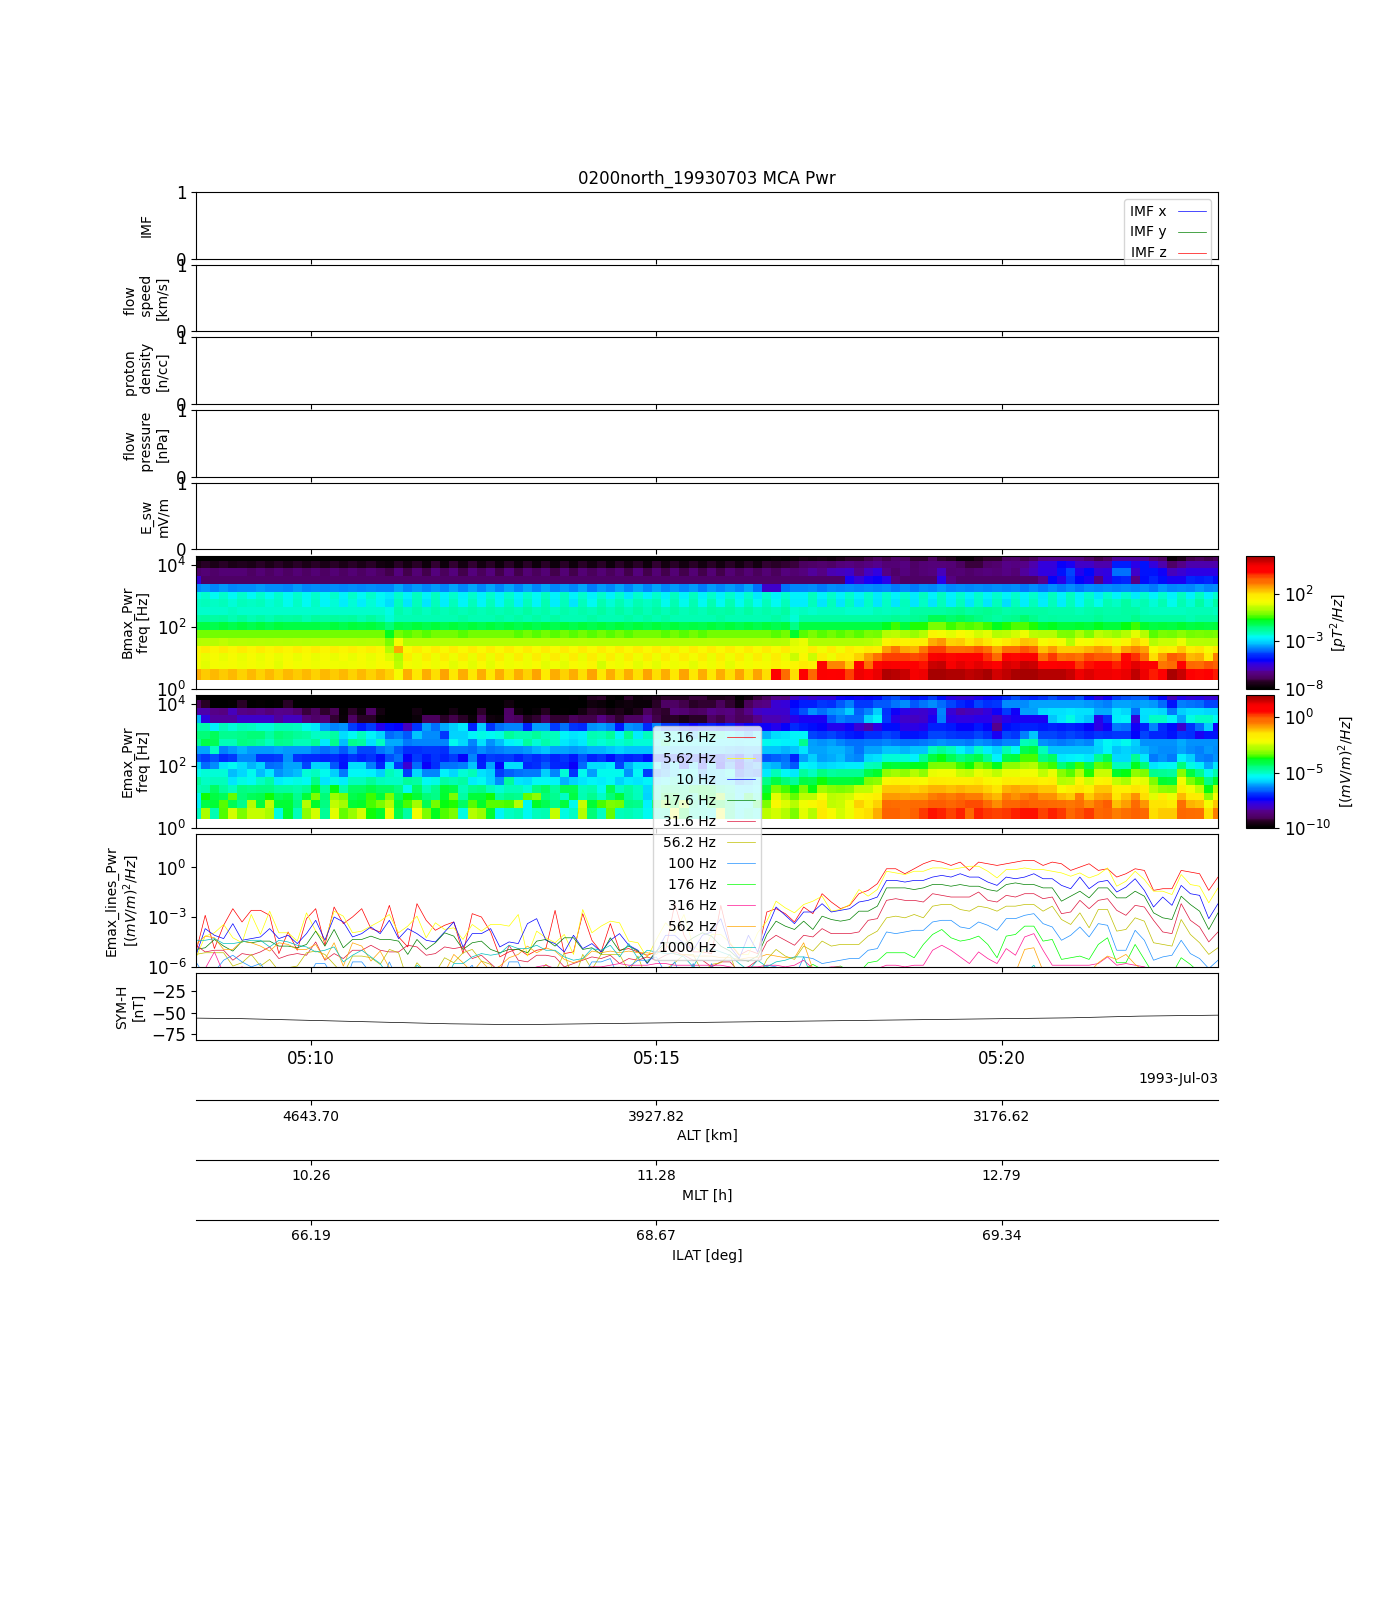 0200north_19930703 MCA Pwr
1
IMF
0
IMF x
IMF y
IMF z
1
flow
speed
[km/s]
0
1
proton
density
[n/cc]
0
1
flow
pressure
[nPa]
0
1
E_sw
mV/m
0
10^4
10^2
10^0
Bmax_Pwr
freq [Hz]
10^2
10^−3
10^−8
[pT^2/Hz]
10^4
10^2
10^0
Emax_Pwr
freq [Hz]
10^0
10^−5
10^−10
[(mV/m)^2/Hz]
3.16 Hz
5.62 Hz
10 Hz
17.6 Hz
31.6 Hz
56.2 Hz
100 Hz
176 Hz
316 Hz
562 Hz
1000 Hz
10^0
10^−3
10^−6
Emax_lines_Pwr
[(mV/m)^2/Hz]
−25
−50
−75
SYM-H
[nT]
05:10 05:15 05:20
1993-Jul-03
4643.70 3927.82 3176.62
ALT [km]
10.26 11.28 12.79
MLT [h]
66.19 68.67 69.34
ILAT [deg]